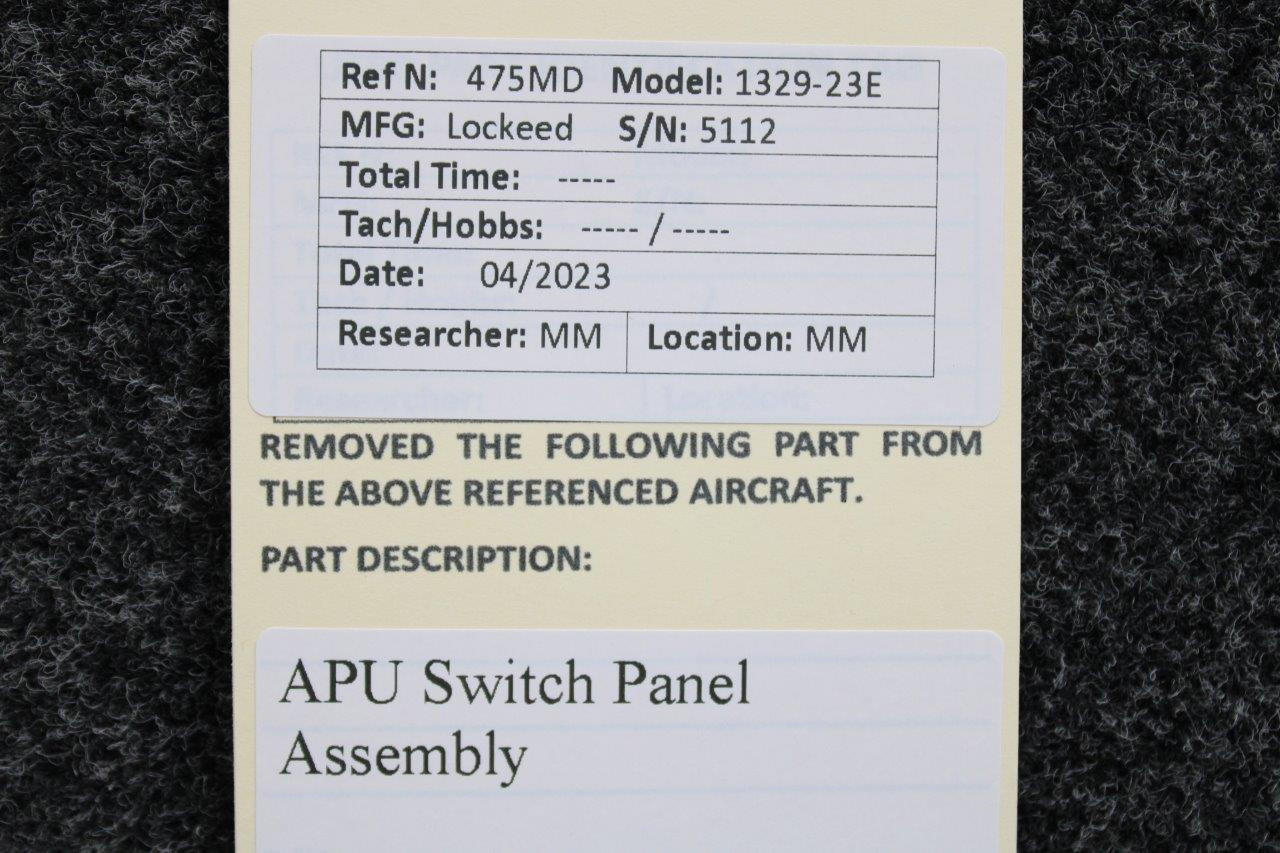 Ref N: 475MD Model: 1329-23E
MFG: Lockeed S/N: 5112
Total Time: -----
Tach/Hobbs: ----- / -----
Date: 04/2023
Researcher: MM Location: MM
REMOVED THE FOLLOWING PART FROM
THE ABOVE REFERENCED AIRCRAFT.
PART DESCRIPTION:
APU Switch Panel
Assembly